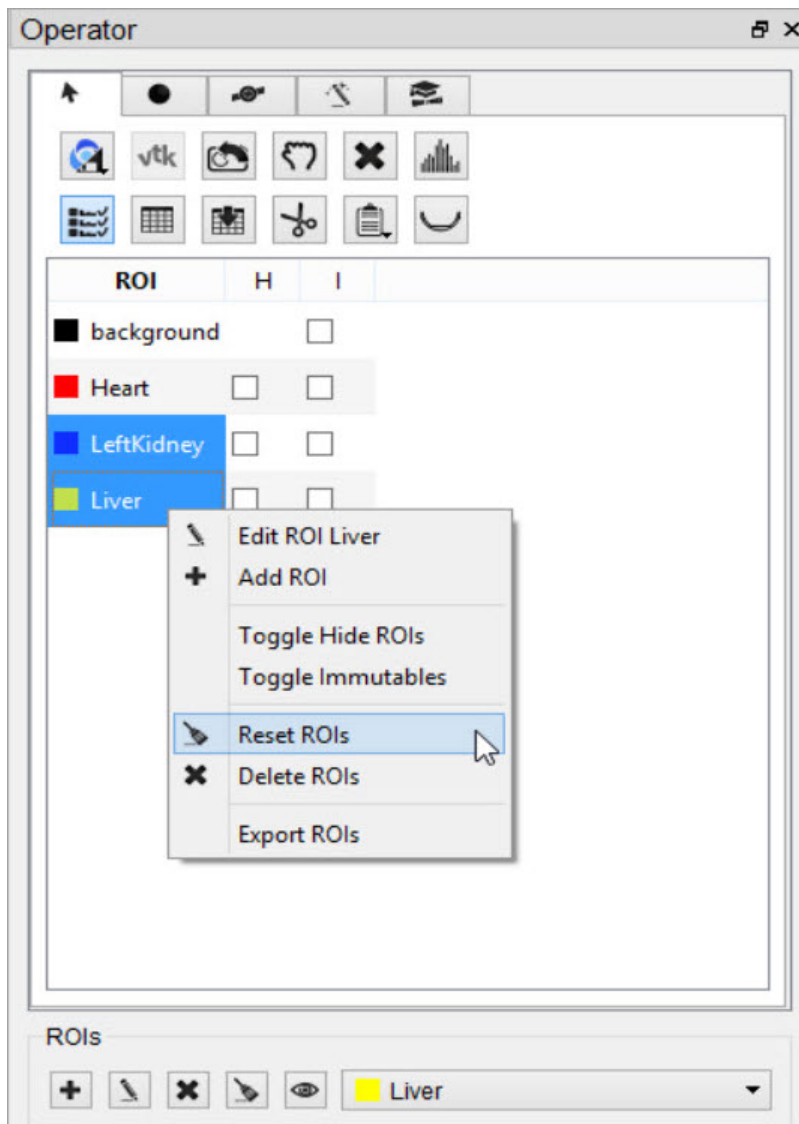 Operator
vtk
ROI H I
background
Heart
LeftKidney
Liver
Edit ROI Liver
Add ROI
Toggle Hide ROIs
Toggle Immutables
Reset ROIs
Delete ROIs
Export ROIs
ROIs
Liver